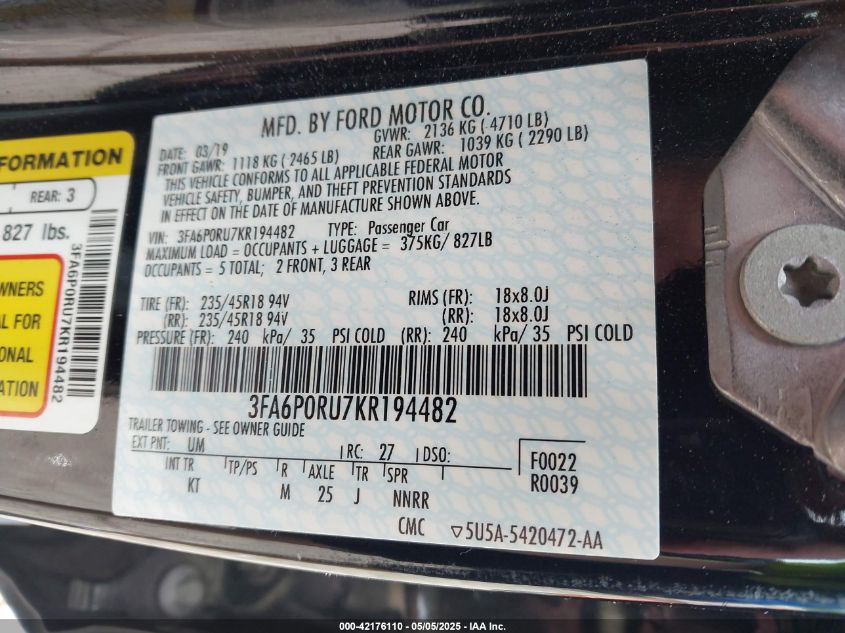 MFD. BY FORD MOTOR CO.
DATE: 03/19 GVWR: 2136 KG ( 4710 LB)
FRONT GAWR: 1118 KG ( 2465 LB) REAR GAWR: 1039 KG ( 2290 LB)
THIS VEHICLE CONFORMS TO ALL APPLICABLE FEDERAL MOTOR
VEHICLE SAFETY, BUMPER, AND THEFT PREVENTION STANDARDS
IN EFFECT ON THE DATE OF MANUFACTURE SHOWN ABOVE.
VIN: 3FA6P0RU7KR194482 TYPE: Passenger Car
MAXIMUM LOAD = OCCUPANTS + LUGGAGE = 375KG/ 827LB
OCCUPANTS = 5 TOTAL; 2 FRONT, 3 REAR
TIRE (FR): 235/45R18 94V RIMS (FR): 18x8.0J
(RR): 235/45R18 94V (RR): 18x8.0J
PRESSURE (FR): 240 kPa/ 35 PSI COLD (RR): 240 kPa/ 35 PSI COLD
3FA6P0RU7KR194482
TRAILER TOWING - SEE OWNER GUIDE
EXT PNT: UM RC: 27 DSO: F0022
INT TR TP/PS R AXLE TR SPR R0039
KT M 25 J NNRR
CMC ▽5U5A-5420472-AA
FORMATION
REAR: 3
827 lbs.
3FA6P0RU7KR194482
WNERS
AL FOR
ONAL
ATION
000-42176110 - 05/05/2025 - IAA Inc.